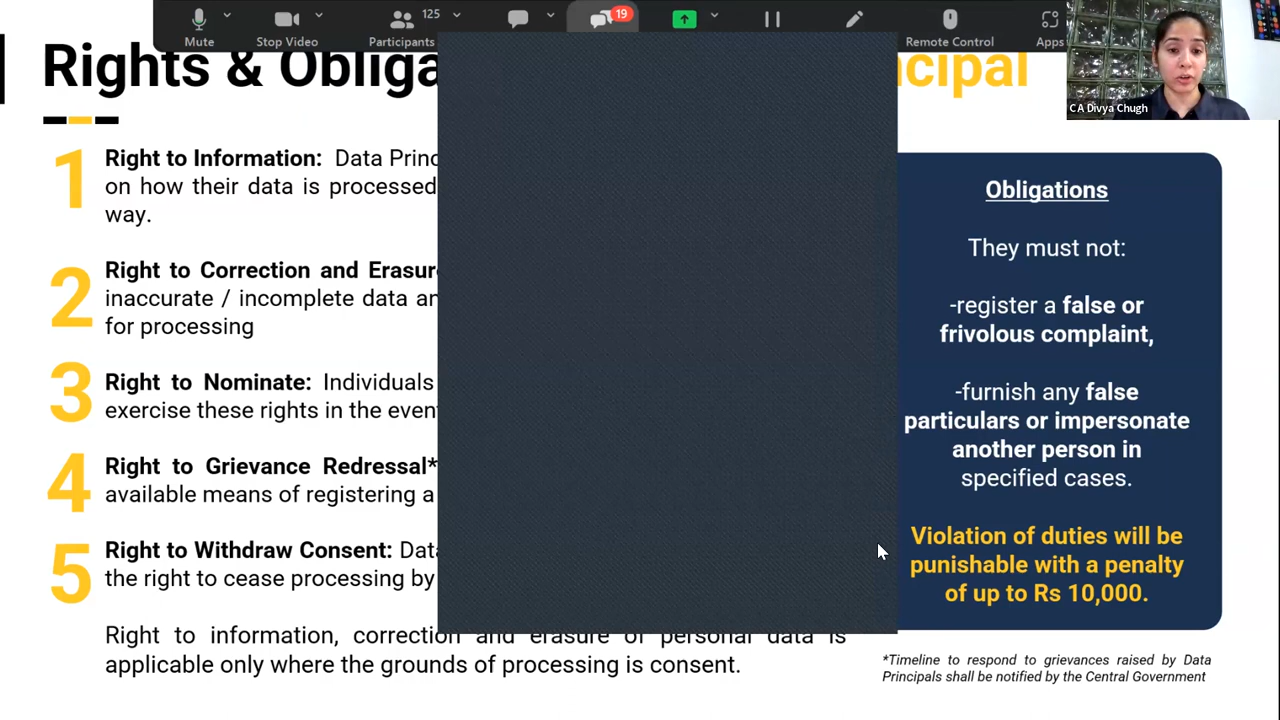 Mute
Stop Video
125
Participants
19
Remote Control
Apps
CA Divya Chugh
Rights & Obliga
cipal
1
Right to Information: Data Princ
on how their data is processed
way.
2
Right to Correction and Erasur
inaccurate / incomplete data an
for processing
3
Right to Nominate: Individuals
exercise these rights in the even
4
Right to Grievance Redressal*
available means of registering a
5
Right to Withdraw Consent: Data
the right to cease processing by
Right to information, correction and erasure of personal data is
applicable only where the grounds of processing is consent.
Obligations
They must not:
-register a false or
frivolous complaint,
-furnish any false
particulars or impersonate
another person in
specified cases.
Violation of duties will be
punishable with a penalty
of up to Rs 10,000.
*Timeline to respond to grievances raised by Data
Principals shall be notified by the Central Government